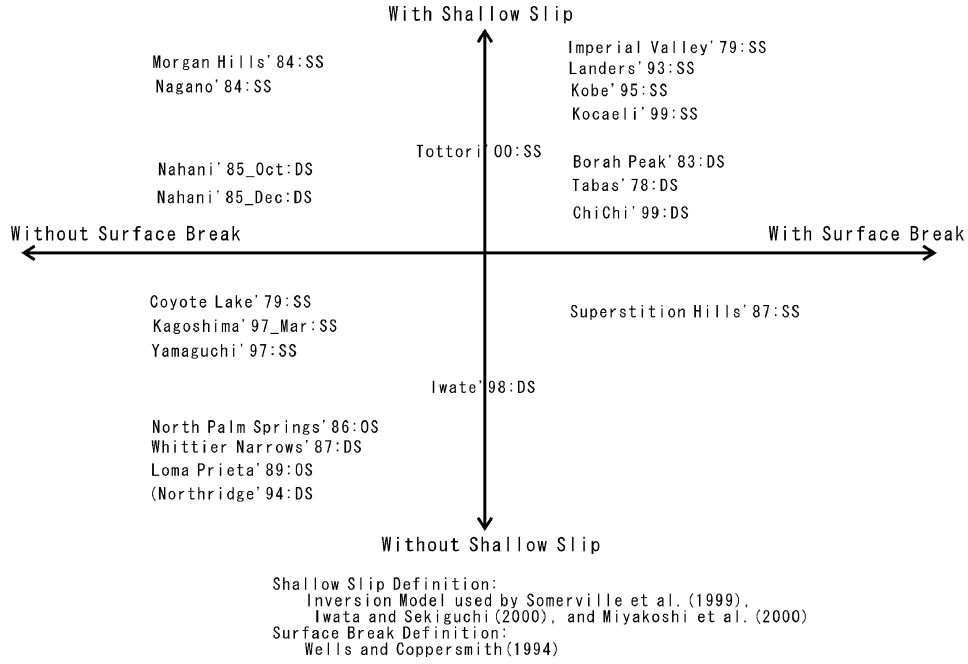 With Shallow Slip
Morgan Hills'84:SS
Nagano'84:SS
Imperial Valley'79:SS
Landers'93:SS
Kobe'95:SS
Kocaeli'99:SS
Tottori'00:SS
Nahani'85_Oct:DS
Nahani'85_Dec:DS
Borah Peak'83:DS
Tabas'78:DS
ChiChi'99:DS
Without Surface Break
With Surface Break
Coyote Lake'79:SS
Kagoshima'97_Mar:SS
Yamaguchi'97:SS
Superstition Hills'87:SS
Iwate'98:DS
North Palm Springs'86:OS
Whittier Narrows'87:DS
Loma Prieta'89:OS
(Northridge'94:DS
Without Shallow Slip
Shallow Slip Definition:
Inversion Model used by Somerville et al.(1999),
Iwata and Sekiguchi(2000), and Miyakoshi et al.(2000)
Surface Break Definition:
Wells and Coppersmith(1994)